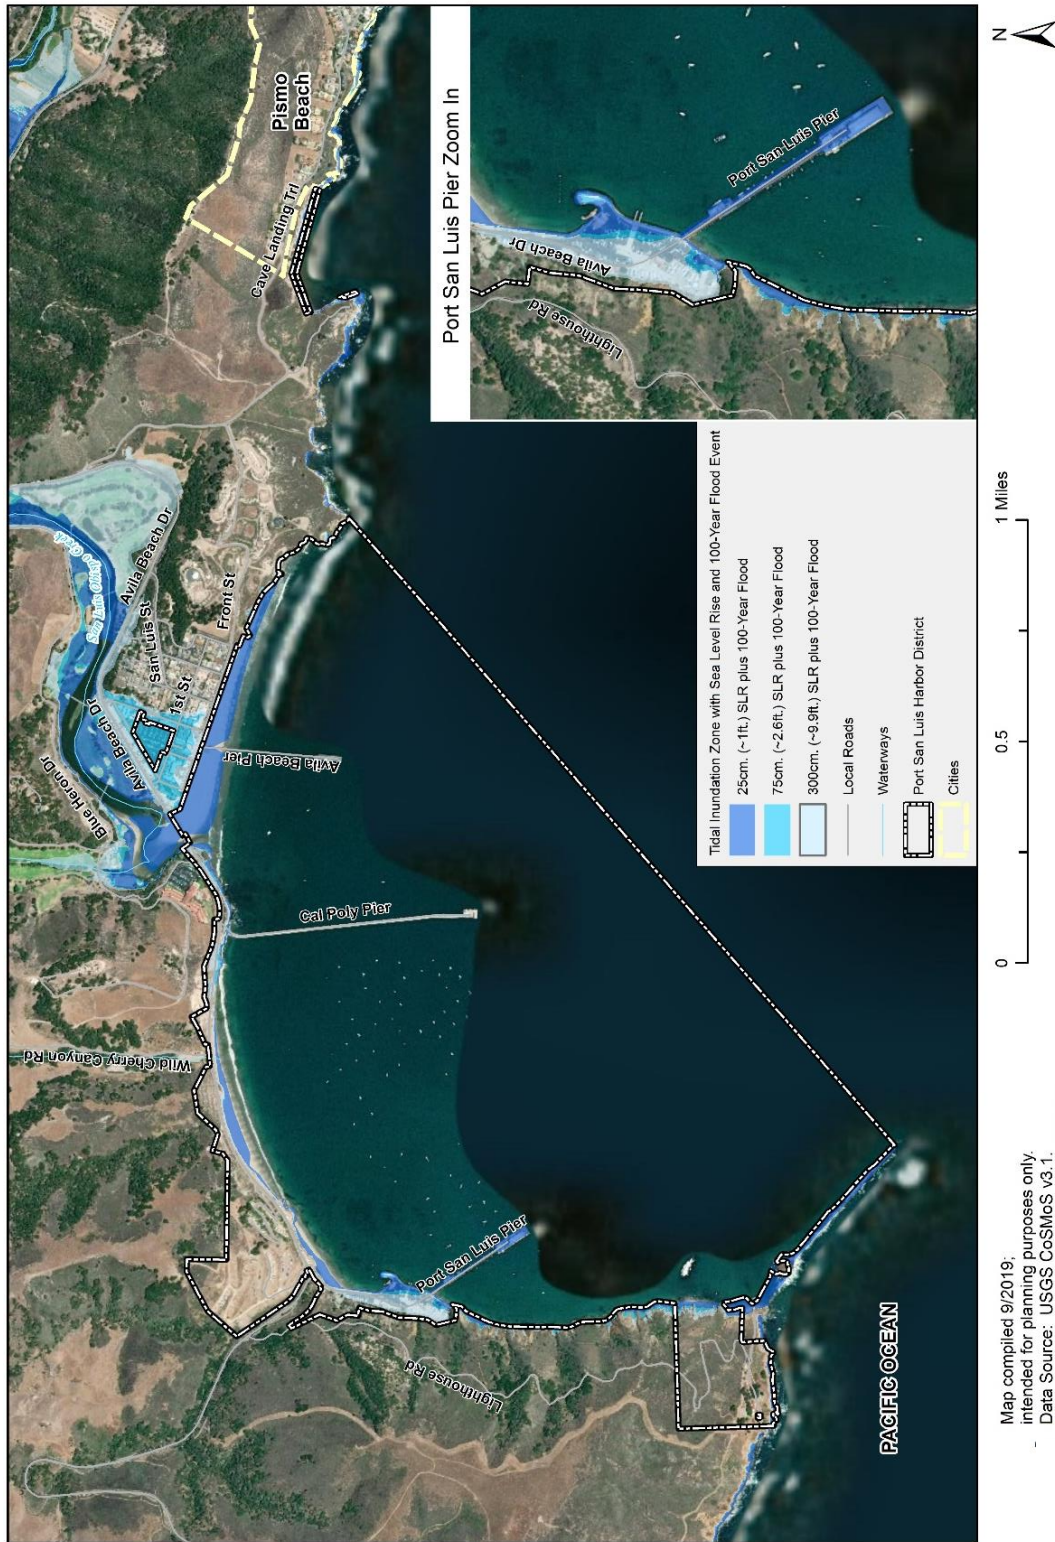 Pismo
Beach
Cave Landing Trl
San Luis Obispo Creek
Avila Beach Dr
San Luis St
Front St
1st St
Avila Beach Dr
Blue Heron Dr
Avila Beach Pier
Cal Poly Pier
Wild Cherry Canyon Rd
Port San Luis Pier
Lighthouse Rd
PACIFIC OCEAN
Port San Luis Pier Zoom In
Avila Beach Dr
Port San Luis Pier
Lighthouse Rd
Tidal Inundation Zone with Sea Level Rise and 100-Year Flood Event
25cm. (~1ft.) SLR plus 100-Year Flood
75cm. (~2.6ft.) SLR plus 100-Year Flood
300cm. (~9.9ft.) SLR plus 100-Year Flood
Local Roads
Waterways
Port San Luis Harbor District
Cities
N
0 0.5 1 Miles
Map compiled 9/2019;
intended for planning purposes only.
- Data Source: USGS CoSMoS v3.1.